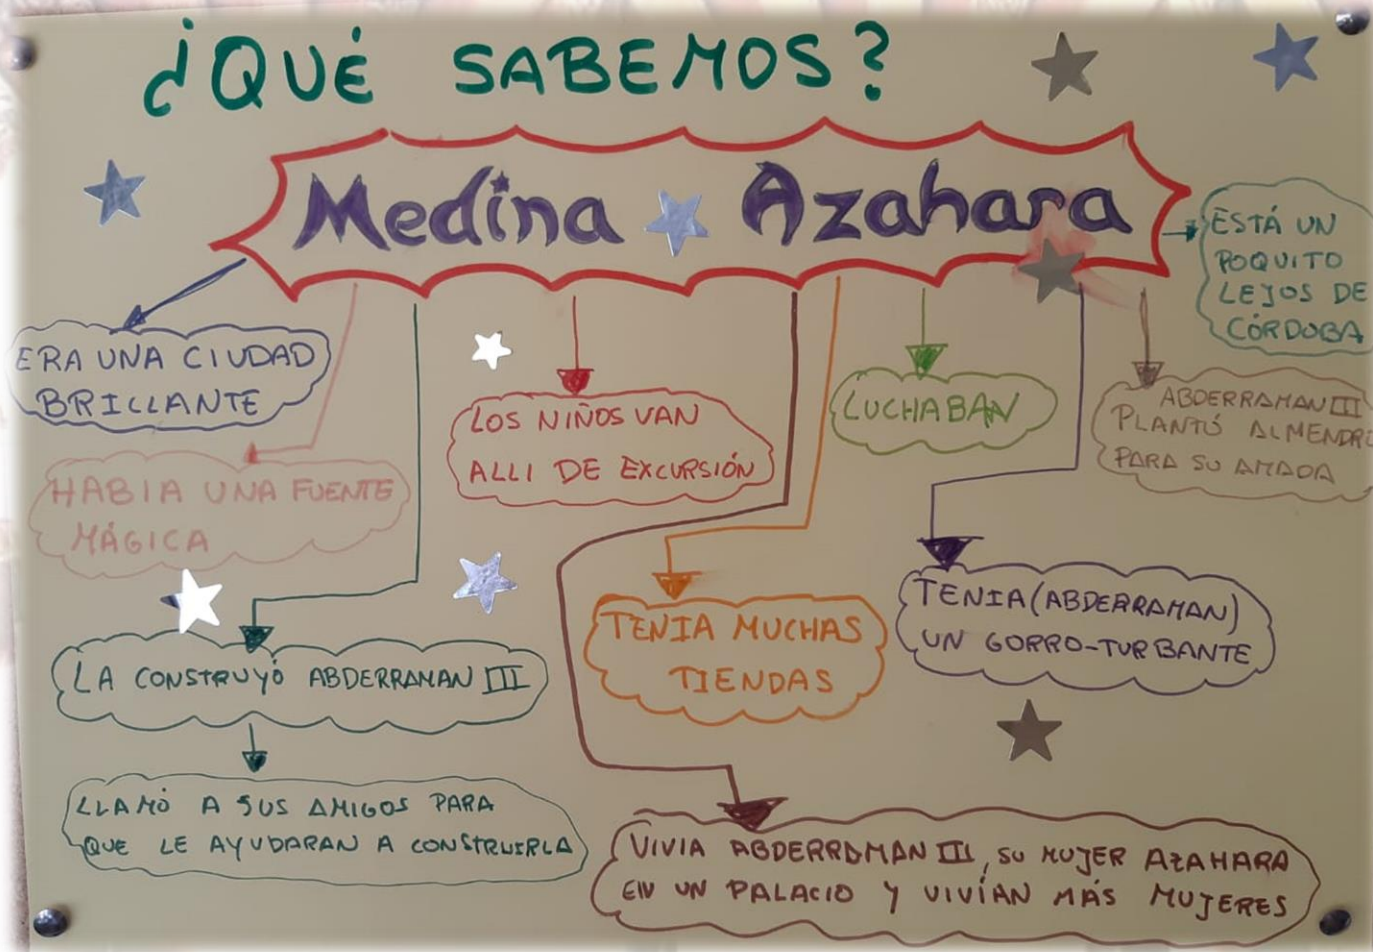 ¿QUÉ SABEMOS?
Medina Azahara
ESTÁ UN
POQUITO
LEJOS DE
CÓRDOBA
ERA UNA CIUDAD
BRILLANTE
HABIA UNA FUENTE
MÁGICA
LOS NIÑOS VAN
ALLI DE EXCURSIÓN
LUCHABAN
ABDERRAMAN III
PLANTÓ ALMENDR
PARA SU AMADA
LA CONSTRUYÓ ABDERRAMAN III
LLAMÓ A SUS AMIGOS PARA
QUE LE AYUDARAN A CONSTRUIRLA
TENIA MUCHAS
TIENDAS
TENIA (ABDERRAMAN)
UN GORRO-TURBANTE
VIVIA ABDERRAMAN III, SU MUJER AZAHARA
EN UN PALACIO Y VIVÍAN MÁS MUJERES